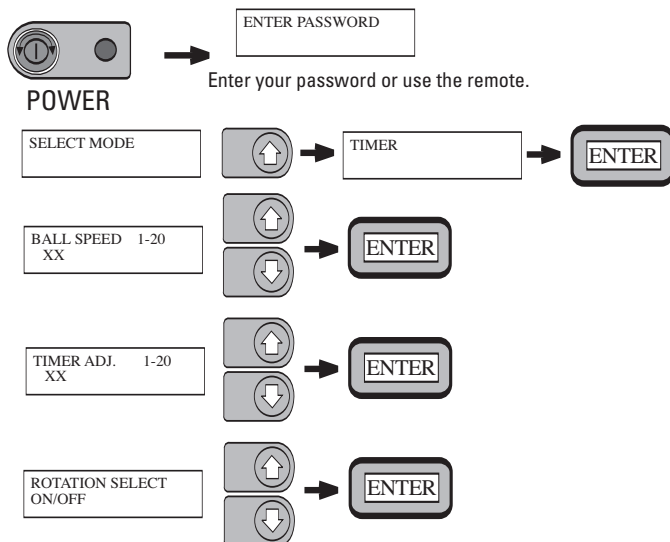 ENTER PASSWORD
Enter your password or use the remote.
POWER
SELECT MODE
TIMER
ENTER
BALL SPEED 1-20
XX
ENTER
TIMER ADJ. 1-20
XX
ENTER
ROTATION SELECT
ON/OFF
ENTER